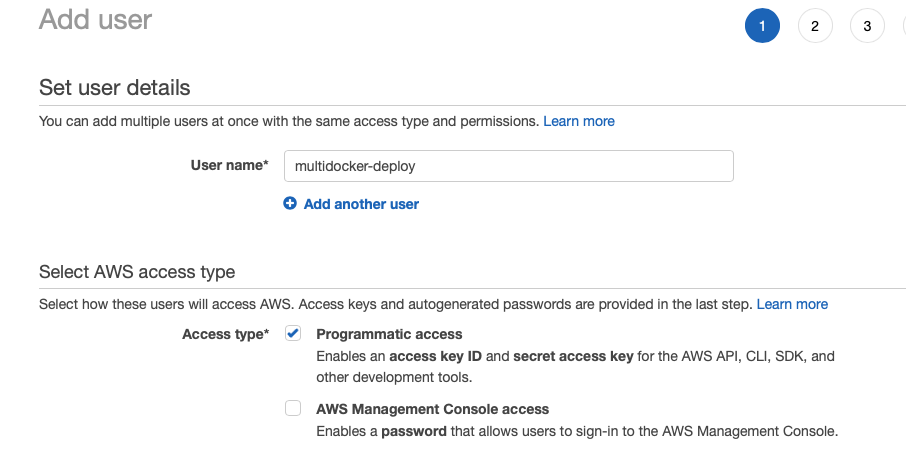 Add user
1 2 3
Set user details
You can add multiple users at once with the same access type and permissions. Learn more
User name* multidocker-deploy
Add another user
Select AWS access type
Select how these users will access AWS. Access keys and autogenerated passwords are provided in the last step. Learn more
Access type* Programmatic access
Enables an access key ID and secret access key for the AWS API, CLI, SDK, and
other development tools.
AWS Management Console access
Enables a password that allows users to sign-in to the AWS Management Console.